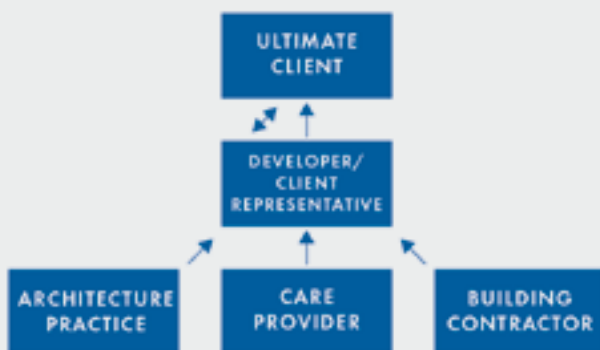 ULTIMATE
CLIENT
DEVELOPER/
CLIENT
REPRESENTATIVE
ARCHITECTURE
PRACTICE
CARE
PROVIDER
BUILDING
CONTRACTOR